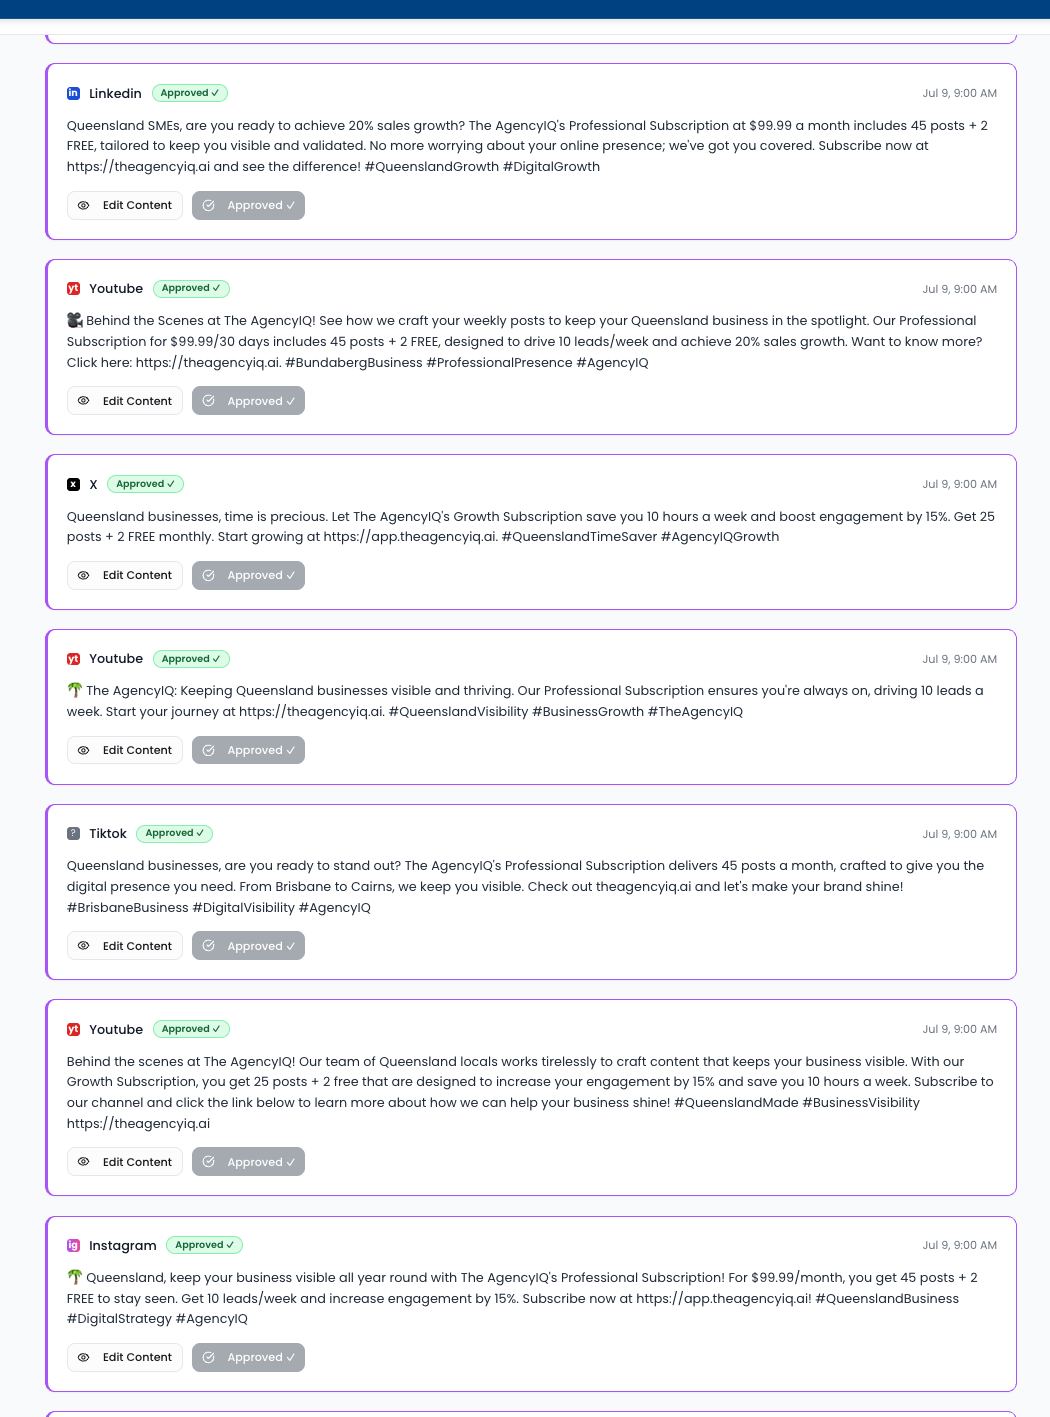 in Linkedin Approved ✓ Jul 9, 9:00 AM
Queensland SMEs, are you ready to achieve 20% sales growth? The AgencyIQ's Professional Subscription at $99.99 a month includes 45 posts + 2
FREE, tailored to keep you visible and validated. No more worrying about your online presence; we've got you covered. Subscribe now at
https://theagencyiq.ai and see the difference! #QueenslandGrowth #DigitalGrowth
Edit Content Approved ✓
yt Youtube Approved ✓ Jul 9, 9:00 AM
🎥 Behind the Scenes at The AgencyIQ! See how we craft your weekly posts to keep your Queensland business in the spotlight. Our Professional
Subscription for $99.99/30 days includes 45 posts + 2 FREE, designed to drive 10 leads/week and achieve 20% sales growth. Want to know more?
Click here: https://theagencyiq.ai. #BundabergBusiness #ProfessionalPresence #AgencyIQ
Edit Content Approved ✓
x X Approved ✓ Jul 9, 9:00 AM
Queensland businesses, time is precious. Let The AgencyIQ's Growth Subscription save you 10 hours a week and boost engagement by 15%. Get 25
posts + 2 FREE monthly. Start growing at https://app.theagencyiq.ai. #QueenslandTimeSaver #AgencyIQGrowth
Edit Content Approved ✓
yt Youtube Approved ✓ Jul 9, 9:00 AM
🌴 The AgencyIQ: Keeping Queensland businesses visible and thriving. Our Professional Subscription ensures you're always on, driving 10 leads a
week. Start your journey at https://theagencyiq.ai. #QueenslandVisibility #BusinessGrowth #TheAgencyIQ
Edit Content Approved ✓
? Tiktok Approved ✓ Jul 9, 9:00 AM
Queensland businesses, are you ready to stand out? The AgencyIQ's Professional Subscription delivers 45 posts a month, crafted to give you the
digital presence you need. From Brisbane to Cairns, we keep you visible. Check out theagencyiq.ai and let's make your brand shine!
#BrisbaneBusiness #DigitalVisibility #AgencyIQ
Edit Content Approved ✓
yt Youtube Approved ✓ Jul 9, 9:00 AM
Behind the scenes at The AgencyIQ! Our team of Queensland locals works tirelessly to craft content that keeps your business visible. With our
Growth Subscription, you get 25 posts + 2 free that are designed to increase your engagement by 15% and save you 10 hours a week. Subscribe to
our channel and click the link below to learn more about how we can help your business shine! #QueenslandMade #BusinessVisibility
https://theagencyiq.ai
Edit Content Approved ✓
ig Instagram Approved ✓ Jul 9, 9:00 AM
🌴 Queensland, keep your business visible all year round with The AgencyIQ's Professional Subscription! For $99.99/month, you get 45 posts + 2
FREE to stay seen. Get 10 leads/week and increase engagement by 15%. Subscribe now at https://app.theagencyiq.ai! #QueenslandBusiness
#DigitalStrategy #AgencyIQ
Edit Content Approved ✓